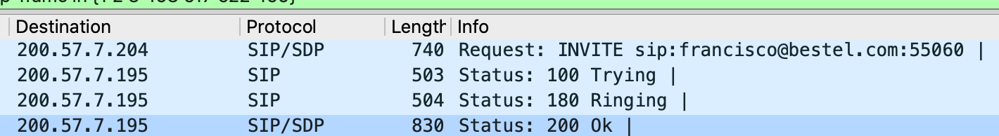 Destination Protocol Length Info
200.57.7.204 SIP/SDP 740 Request: INVITE sip:francisco@bestel.com:55060 |
200.57.7.195 SIP 503 Status: 100 Trying |
200.57.7.195 SIP 504 Status: 180 Ringing |
200.57.7.195 SIP/SDP 830 Status: 200 Ok |